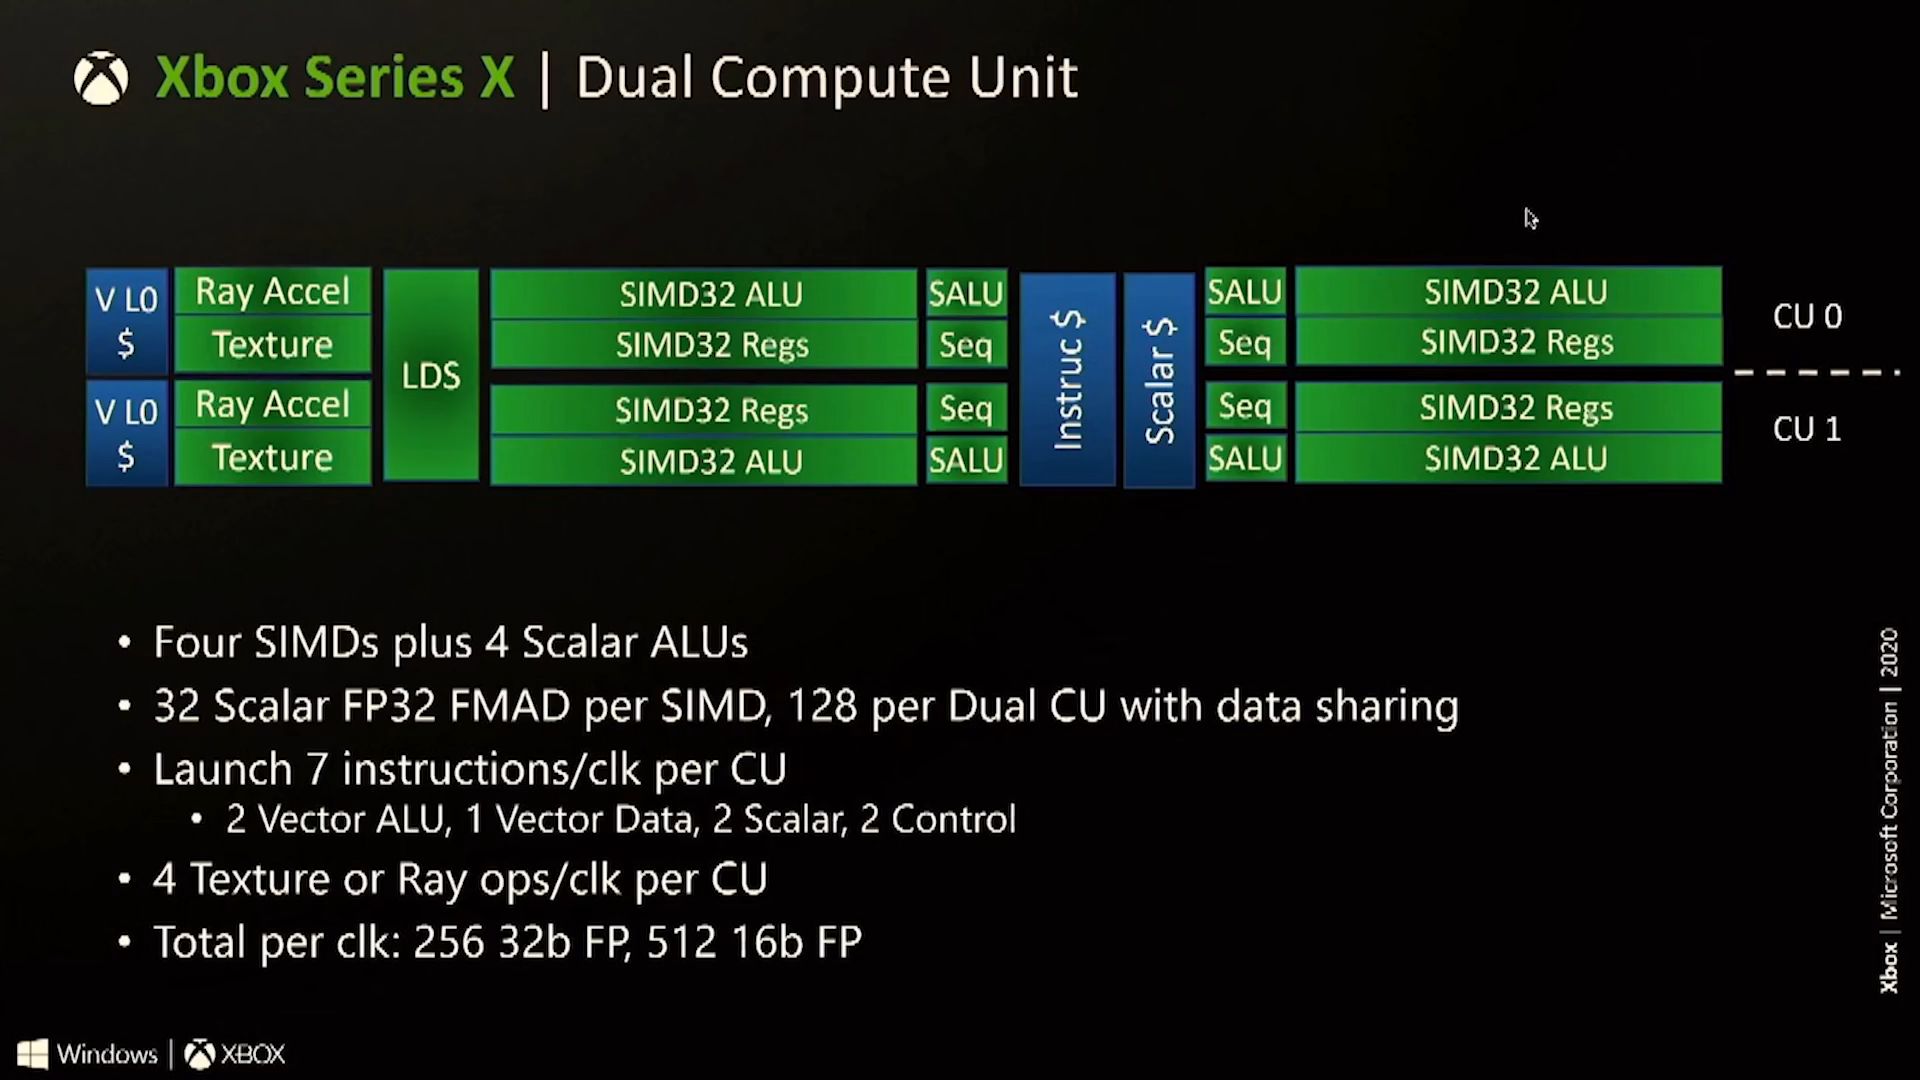 Xbox Series X | Dual Compute Unit
V L0 $
Ray Accel
Texture
V L0 $
Ray Accel
Texture
LDS
SIMD32 ALU
SIMD32 Regs
SIMD32 Regs
SIMD32 ALU
SALU
Seq
Seq
SALU
Instruc $
Scalar $
SALU
Seq
Seq
SALU
SIMD32 ALU
SIMD32 Regs
SIMD32 Regs
SIMD32 ALU
CU 0
CU 1
• Four SIMDs plus 4 Scalar ALUs
• 32 Scalar FP32 FMAD per SIMD, 128 per Dual CU with data sharing
• Launch 7 instructions/clk per CU
• 2 Vector ALU, 1 Vector Data, 2 Scalar, 2 Control
• 4 Texture or Ray ops/clk per CU
• Total per clk: 256 32b FP, 512 16b FP
Xbox | Microsoft Corporation | 2020
Windows | XBOX